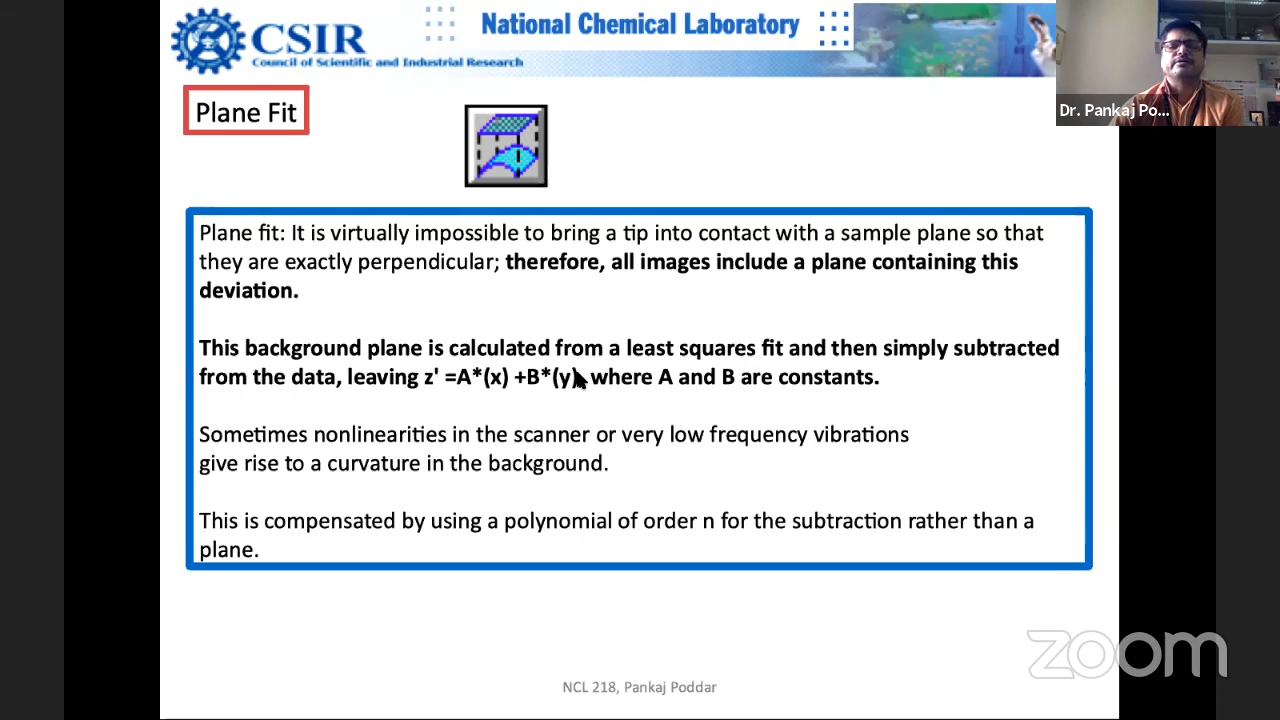 CSIR
Council of Scientific and Industrial Research
National Chemical Laboratory
Dr. Pankaj Po...
Plane Fit
Plane fit: It is virtually impossible to bring a tip into contact with a sample plane so that
they are exactly perpendicular; therefore, all images include a plane containing this
deviation.
This background plane is calculated from a least squares fit and then simply subtracted
from the data, leaving z' =A*(x) +B*(y) where A and B are constants.
Sometimes nonlinearities in the scanner or very low frequency vibrations
give rise to a curvature in the background.
This is compensated by using a polynomial of order n for the subtraction rather than a
plane.
zoom
NCL 218, Pankaj Poddar